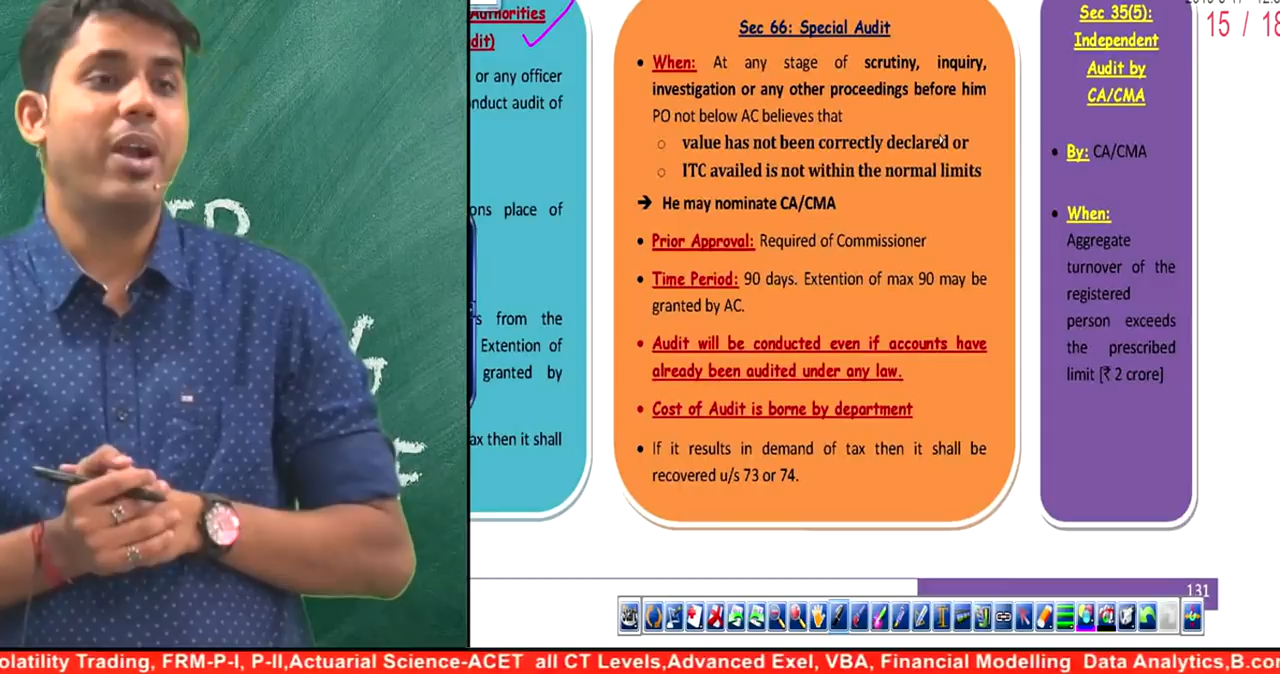 Authorities
dit)
or any officer
nduct audit of
ons place of
s from the
Extention of
granted by
ax then it shall
Sec 66: Special Audit
• When: At any stage of scrutiny, inquiry,
investigation or any other proceedings before him
PO not below AC believes that
○ value has not been correctly declared or
○ ITC availed is not within the normal limits
➔ He may nominate CA/CMA
• Prior Approval: Required of Commissioner
• Time Period: 90 days. Extention of max 90 may be
granted by AC.
• Audit will be conducted even if accounts have
already been audited under any law.
• Cost of Audit is borne by department
• If it results in demand of tax then it shall be
recovered u/s 73 or 74.
15 / 18
Sec 35(5):
Independent
Audit by
CA/CMA
• By: CA/CMA
• When:
Aggregate
turnover of the
registered
person exceeds
the prescribed
limit [₹ 2 crore]
131
olatility Trading, FRM-P-I, P-II,Actuarial Science-ACET all CT Levels,Advanced Exel, VBA, Financial Modelling Data Analytics,B.com